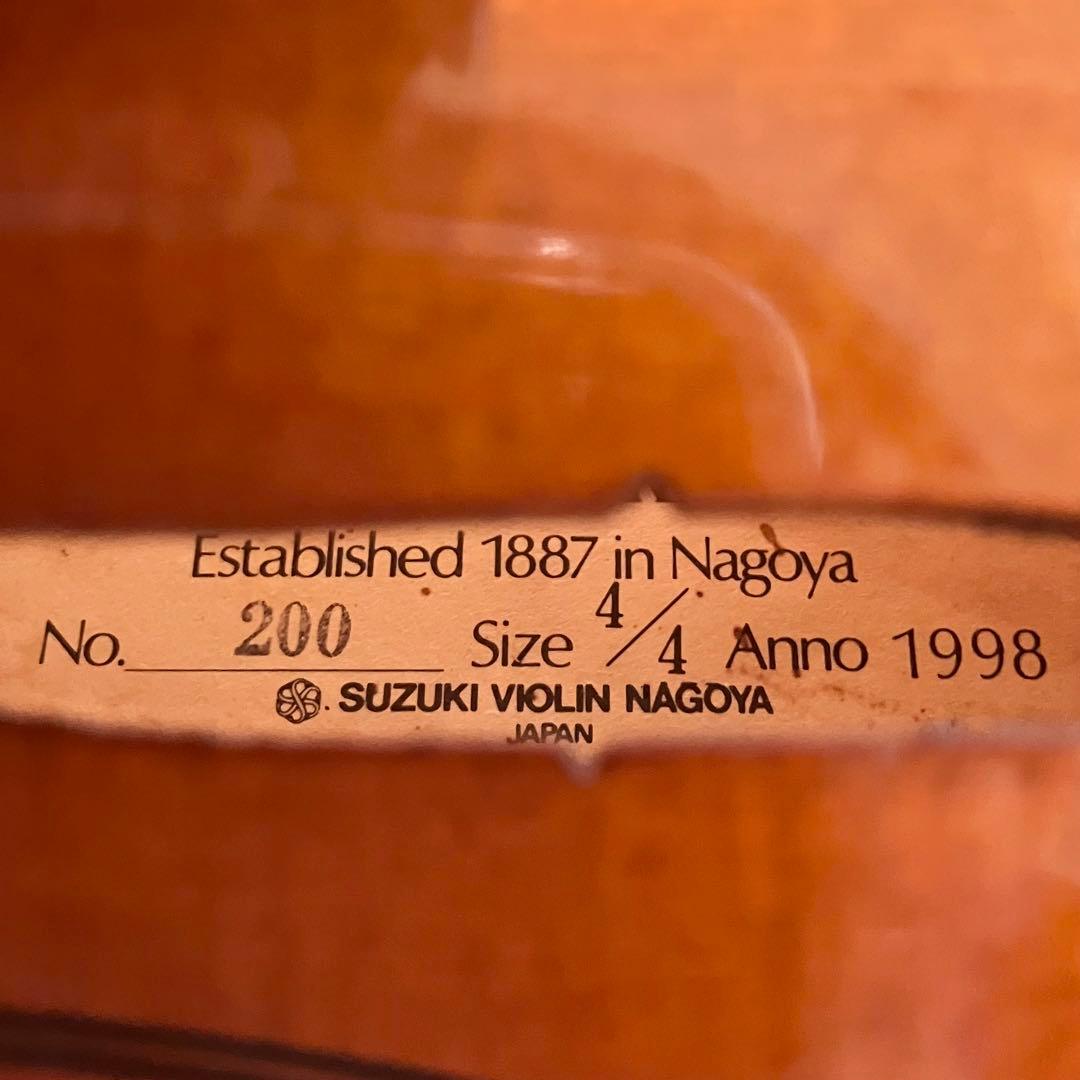 Established 1887 in Nagoya
No. 200 Size 4/4 Anno 1998
SUZUKI VIOLIN NAGOYA
JAPAN